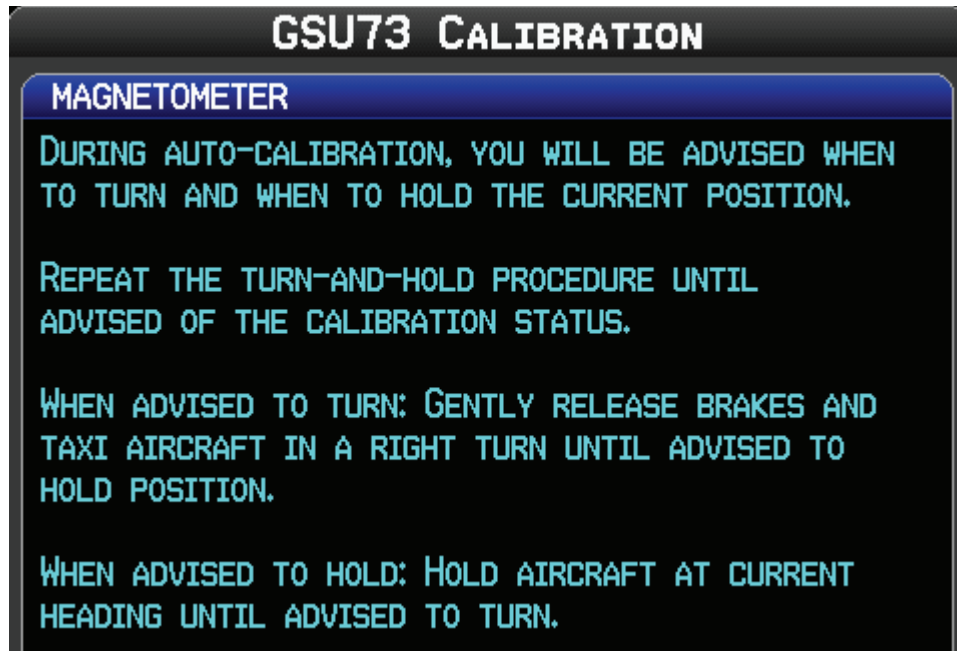 GSU73 CALIBRATION
MAGNETOMETER
DURING AUTO-CALIBRATION, YOU WILL BE ADVISED WHEN
TO TURN AND WHEN TO HOLD THE CURRENT POSITION.
REPEAT THE TURN-AND-HOLD PROCEDURE UNTIL
ADVISED OF THE CALIBRATION STATUS.
WHEN ADVISED TO TURN: GENTLY RELEASE BRAKES AND
TAXI AIRCRAFT IN A RIGHT TURN UNTIL ADVISED TO
HOLD POSITION.
WHEN ADVISED TO HOLD: HOLD AIRCRAFT AT CURRENT
HEADING UNTIL ADVISED TO TURN.